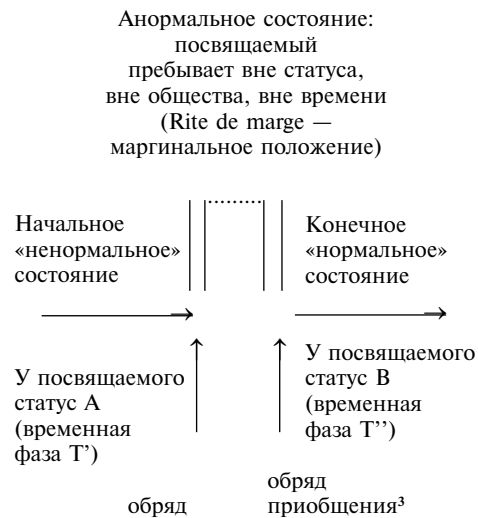 Анормальное состояние:
посвящаемый
пребывает вне статуса,
вне общества, вне времени
(Rite de marge —
маргинальное положение)
Начальное
«ненормальное»
состояние
Конечное
«нормальное»
состояние
У посвящаемого
статус А
(временная
фаза Т’)
У посвящаемого
статус В
(временная
фаза Т’’)
обряд
обряд
приобщения³